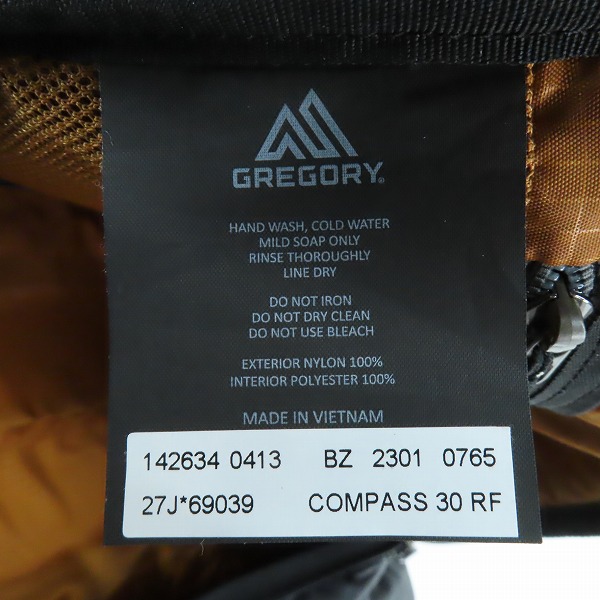 GREGORY.
HAND WASH, COLD WATER
MILD SOAP ONLY
RINSE THOROUGHLY
LINE DRY
DO NOT IRON
DO NOT DRY CLEAN
DO NOT USE BLEACH
EXTERIOR NYLON 100%
INTERIOR POLYESTER 100%
MADE IN VIETNAM
142634 0413 BZ 2301 0765
27J*69039 COMPASS 30 RF